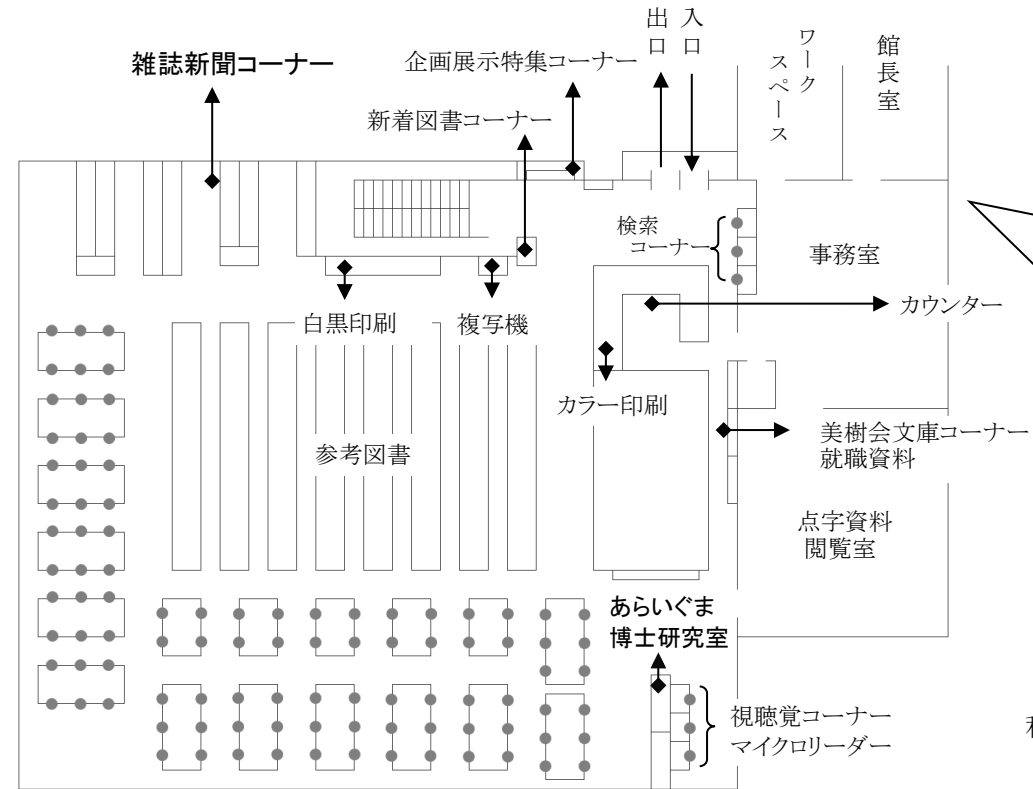 出口
入口
ワーク
スペース
館長室
雑誌新聞コーナー
企画展示特集コーナー
新着図書コーナー
検索
コーナー
事務室
カウンター
白黒印刷
複写機
カラー印刷
参考図書
美樹会文庫コーナー
就職資料
点字資料
閲覧室
あらいぐま
博士研究室
視聴覚コーナー
マイクロリーダー